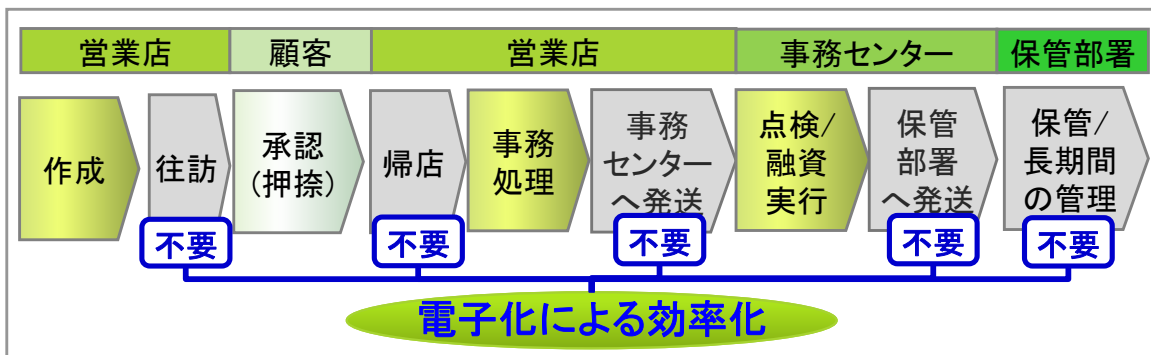 営業店
顧客
営業店
事務センター
保管部署
作成
往訪
承認
(押捺)
帰店
事務
処理
事務
センター
へ発送
点検/
融資
実行
保管
部署
へ発送
保管/
長期間
の管理
不要
不要
不要
不要
不要
電子化による効率化